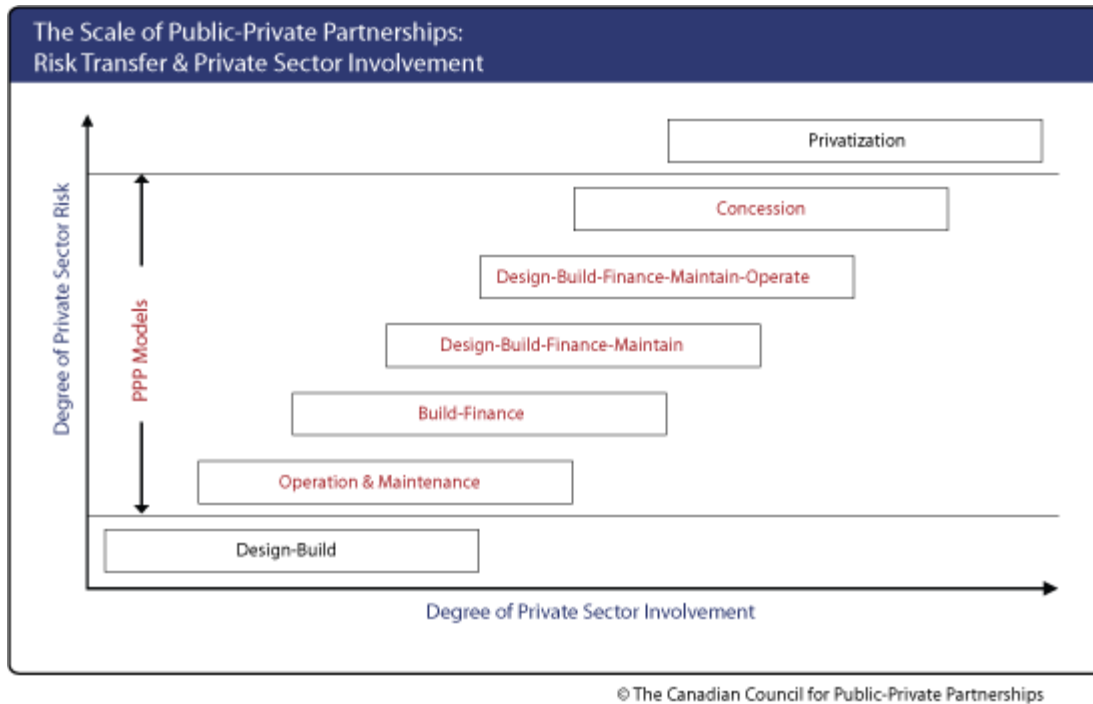 The Scale of Public-Private Partnerships:
Risk Transfer & Private Sector Involvement
Degree of Private Sector Risk
PPP Models
Privatization
Concession
Design-Build-Finance-Maintain-Operate
Design-Build-Finance-Maintain
Build-Finance
Operation & Maintenance
Design-Build
Degree of Private Sector Involvement
© The Canadian Council for Public-Private Partnerships